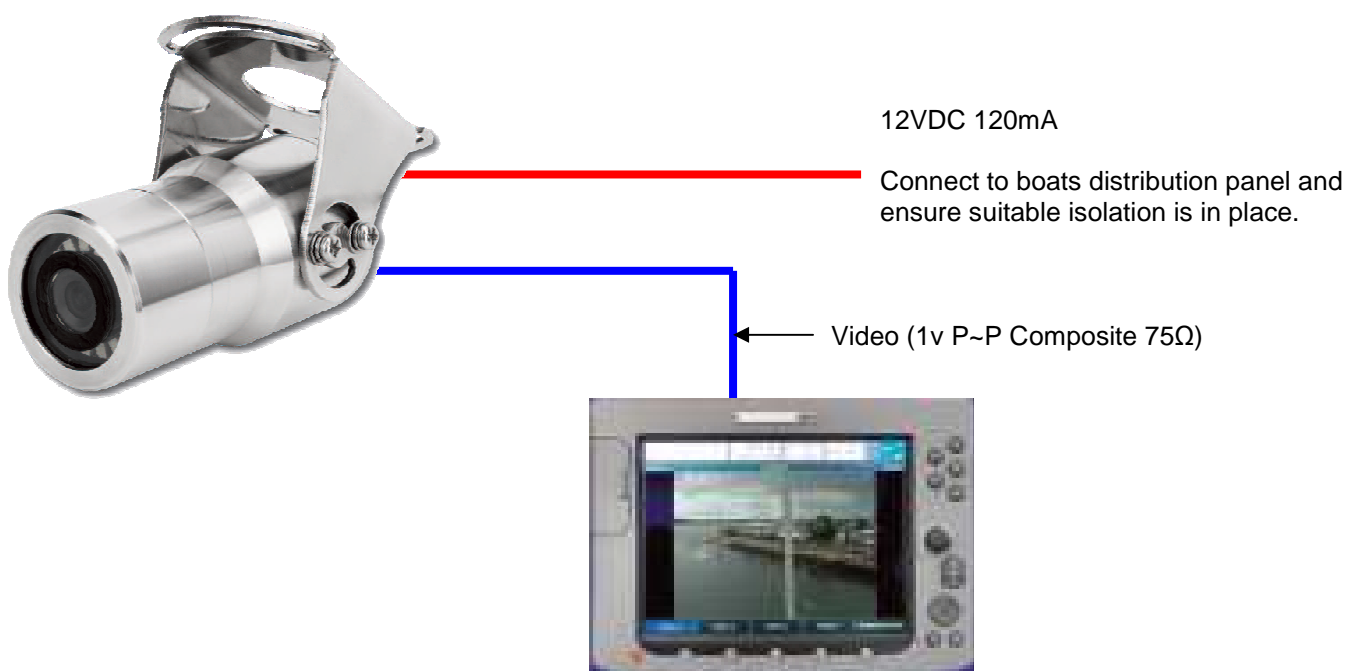 12VDC 120mA
Connect to boats distribution panel and
ensure suitable isolation is in place.
Video (1v P~P Composite 75Ω)